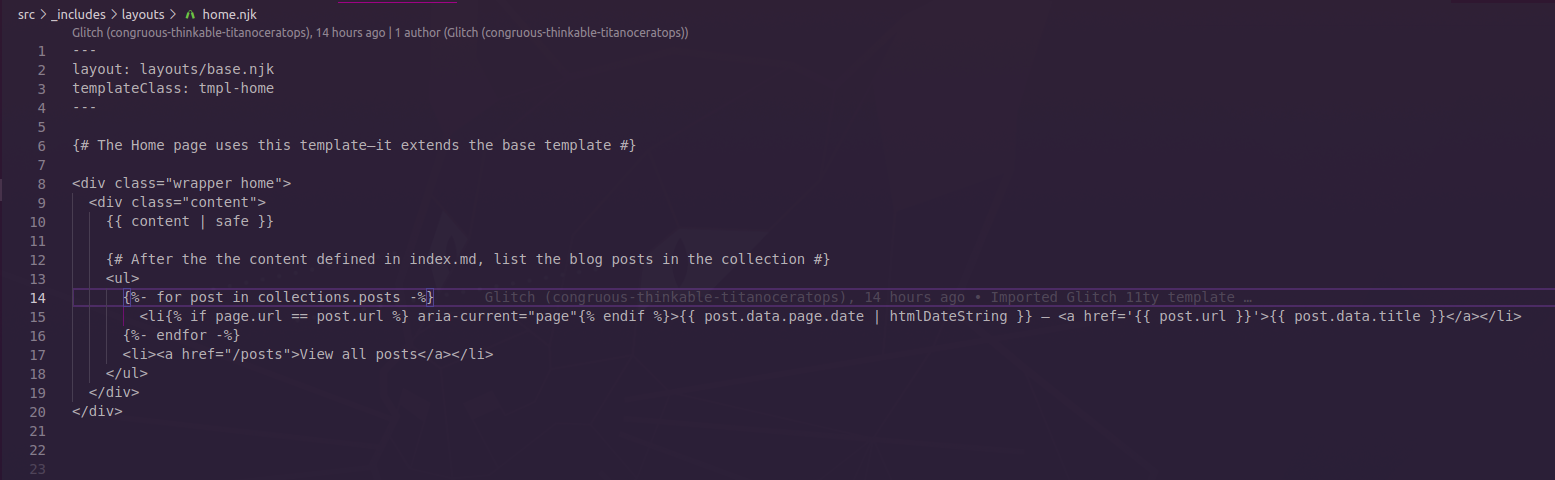 src > _includes > layouts > home.njk
Glitch (congruous-thinkable-titanoceratops), 14 hours ago | 1 author (Glitch (congruous-thinkable-titanoceratops))
1 ---
2 layout: layouts/base.njk
3 templateClass: tmpl-home
4 ---
5
6 {# The Home page uses this template—it extends the base template #}
7
8 <div class="wrapper home">
9 <div class="content">
10 {{ content | safe }}
11
12 {# After the the content defined in index.md, list the blog posts in the collection #}
13 <ul>
14 {%- for post in collections.posts -%} Glitch (congruous-thinkable-titanoceratops), 14 hours ago • Imported Glitch 11ty template …
15 <li{% if page.url == post.url %} aria-current="page"{% endif %}>{{ post.data.page.date | htmlDateString }} — <a href='{{ post.url }}'>{{ post.data.title }}</a></li>
16 {%- endfor -%}
17 <li><a href="/posts">View all posts</a></li>
18 </ul>
19 </div>
20 </div>
21
22
23